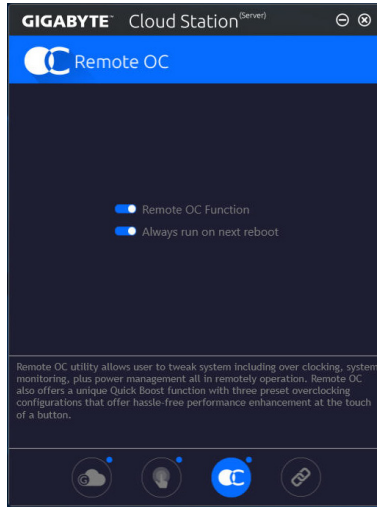 GIGABYTE™ Cloud Station (Server)
Remote OC
Remote OC Function
Always run on next reboot
Remote OC utility allows user to tweak system including over clocking, system
monitoring, plus power management all in remotely operation. Remote OC
also offers a unique Quick Boost function with three preset overclocking
configurations that offer hassle-free performance enhancement at the touch
of a button.
G